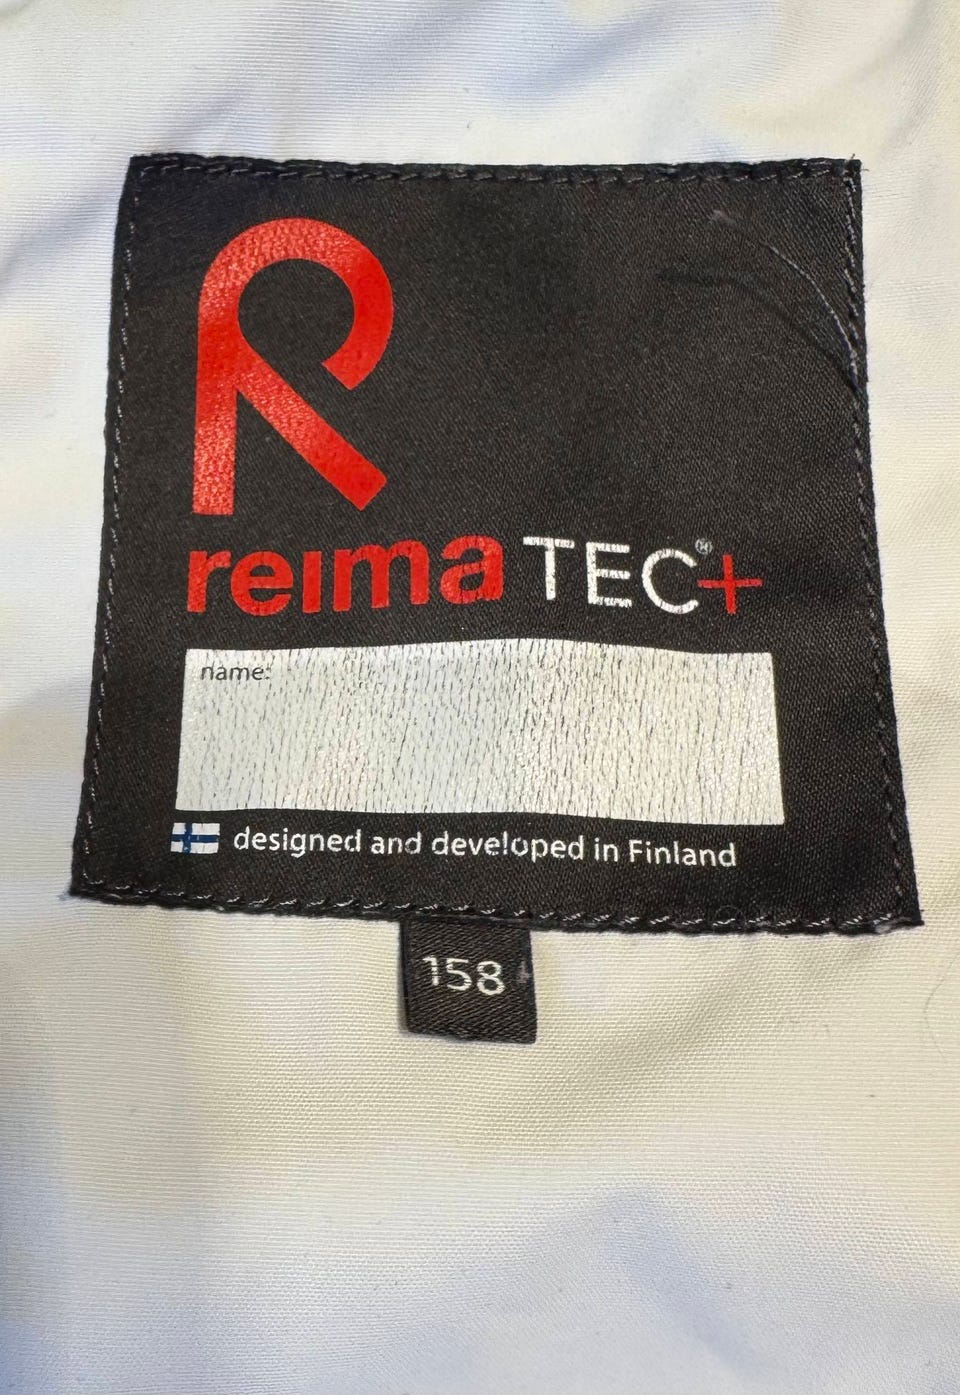 reima TEC®+
name:
designed and developed in Finland
158